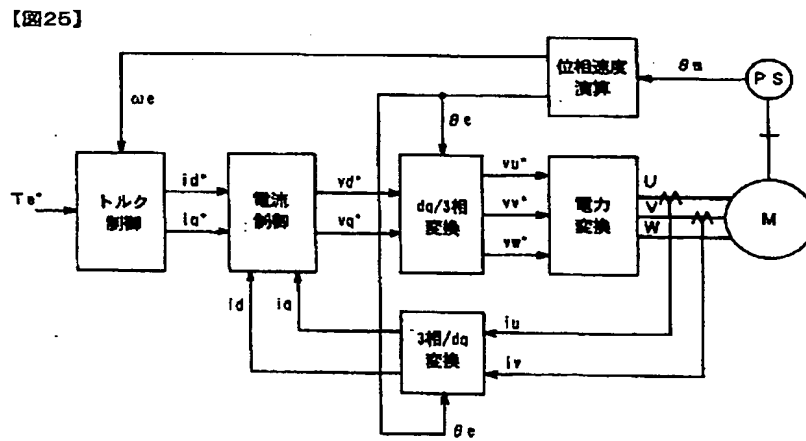 【図25】
位相速度
演算
θm
PS
ωe
θe
Te*
トルク
制御
id*
iq*
電流
制御
vd*
vq*
dq/3相
変換
vu*
vv*
vw*
電力
変換
U
V
W
M
id
iq
3相/dq
変換
iu
iv
θe